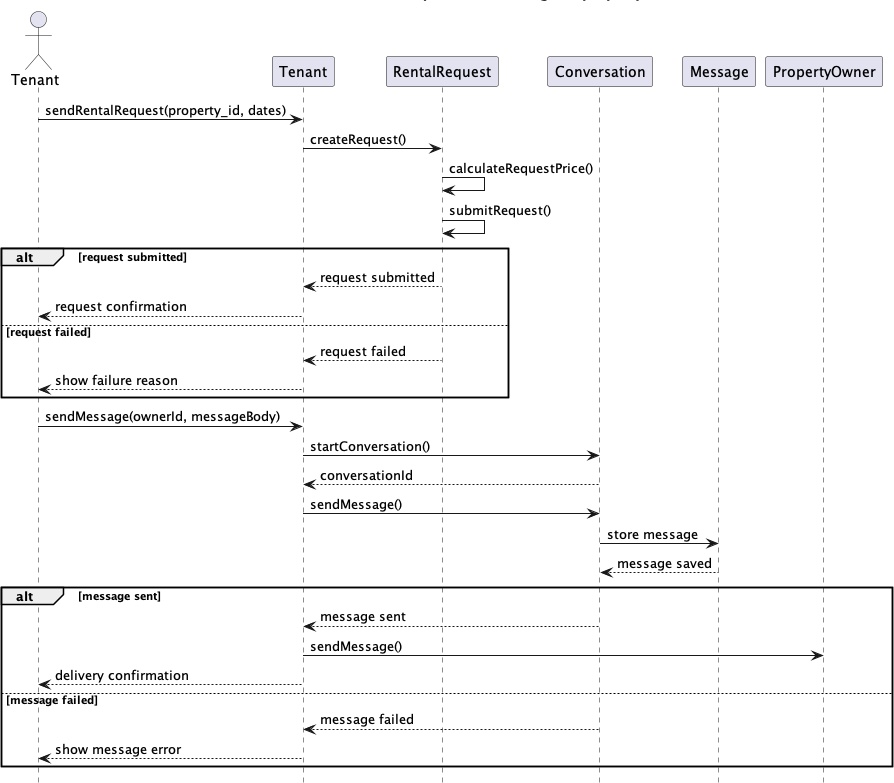 Tenant
Tenant
RentalRequest
Conversation
Message
PropertyOwner
sendRentalRequest(property_id, dates)
createRequest()
calculateRequestPrice()
submitRequest()
alt
[request submitted]
request submitted
request confirmation
[request failed]
request failed
show failure reason
sendMessage(ownerId, messageBody)
startConversation()
conversationId
sendMessage()
store message
message saved
alt
[message sent]
message sent
sendMessage()
delivery confirmation
[message failed]
message failed
show message error